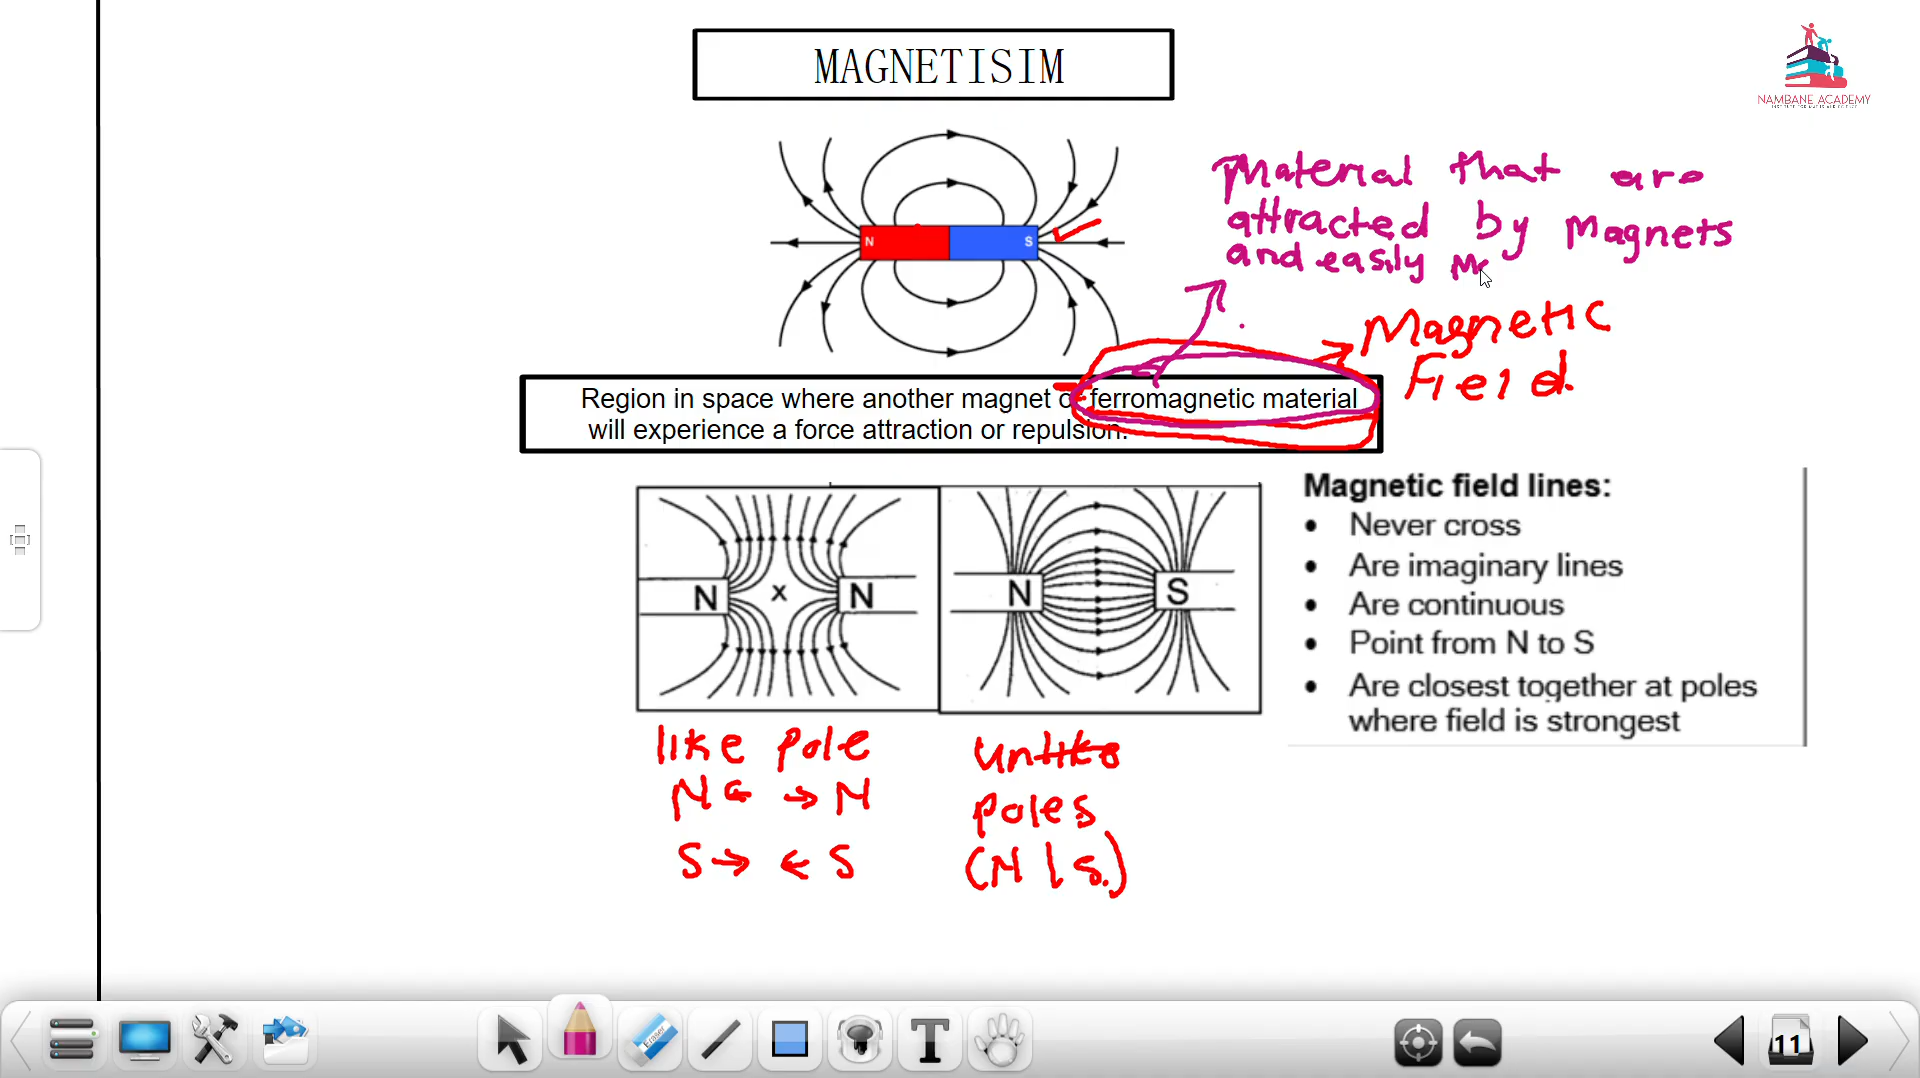 MAGNETISIM
NAMBANE ACADEMY
N
S
Material that are
attracted by Magnets
and easily
Magnetic
Field.
Region in space where another magnet or ferromagnetic material
will experience a force attraction or repulsion.
N x N
N S
Magnetic field lines:
• Never cross
• Are imaginary lines
• Are continuous
• Point from N to S
• Are closest together at poles
where field is strongest
like pole
N ← → N
S → ← S
Unlike
Poles
(N | S.)
Eraser
T
11